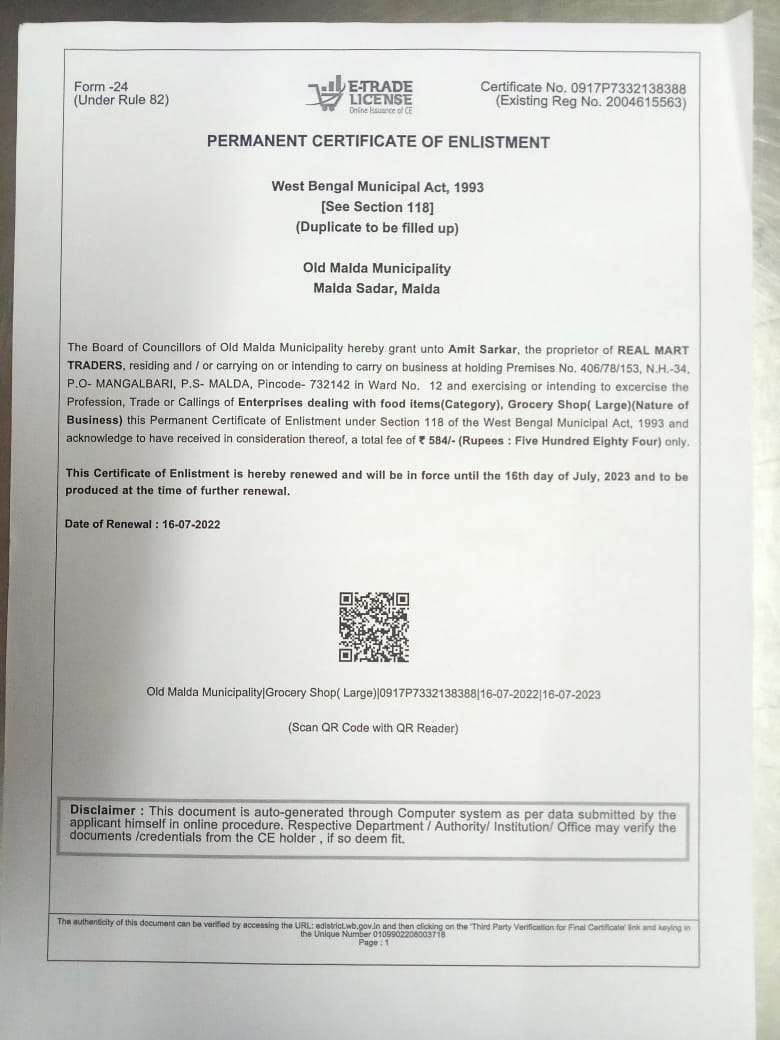 Form -24
(Under Rule 82)
E-TRADE
LICENSE
Online Issuance of CE
Certificate No. 0917P7332138388
(Existing Reg No. 2004615563)
PERMANENT CERTIFICATE OF ENLISTMENT
West Bengal Municipal Act, 1993
[See Section 118]
(Duplicate to be filled up)
Old Malda Municipality
Malda Sadar, Malda
The Board of Councillors of Old Malda Municipality hereby grant unto Amit Sarkar, the proprietor of REAL MART
TRADERS, residing and / or carrying on or intending to carry on business at holding Premises No. 406/78/153, N.H.-34,
P.O- MANGALBARI, P.S- MALDA, Pincode- 732142 in Ward No. 12 and exercising or intending to excercise the
Profession, Trade or Callings of Enterprises dealing with food items(Category), Grocery Shop( Large)(Nature of
Business) this Permanent Certificate of Enlistment under Section 118 of the West Bengal Municipal Act, 1993 and
acknowledge to have received in consideration thereof, a total fee of ₹ 584/- (Rupees : Five Hundred Eighty Four) only.
This Certificate of Enlistment is hereby renewed and will be in force until the 16th day of July, 2023 and to be
produced at the time of further renewal.
Date of Renewal : 16-07-2022
Old Malda Municipality|Grocery Shop( Large)|0917P7332138388|16-07-2022|16-07-2023
(Scan QR Code with QR Reader)
Disclaimer : This document is auto-generated through Computer system as per data submitted by the
applicant himself in online procedure. Respective Department / Authority/ Institution/ Office may verify the
documents /credentials from the CE holder , if so deem fit.
The authenticity of this document can be verified by accessing the URL: edistrict.wb.gov.in and then clicking on the 'Third Party Verification for Final Certificate' link and keying in
the Unique Number 0109902208003718
Page : 1